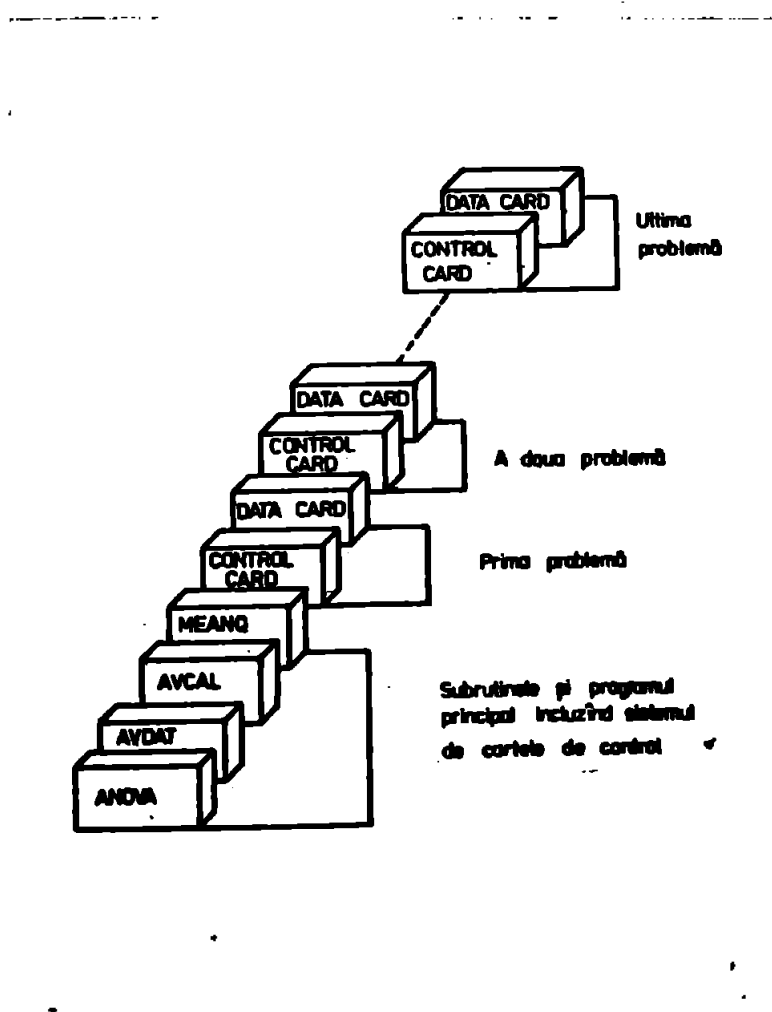 DATA CARD
CONTROL
CARD
Ultima
problemă
DATA CARD
CONTROL
CARD
A doua problemă
DATA CARD
CONTROL
CARD
Prima problemă
MEANQ
AVCAL
AVDAT
ANOVA
Subrutinele și programul
principal incluzînd sistemul
de cartele de control